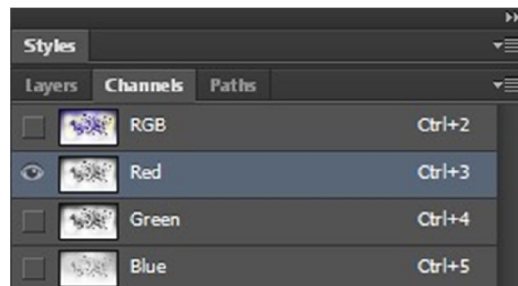 Styles
Layers Channels Paths
RGB Ctrl+2
Red Ctrl+3
Green Ctrl+4
Blue Ctrl+5